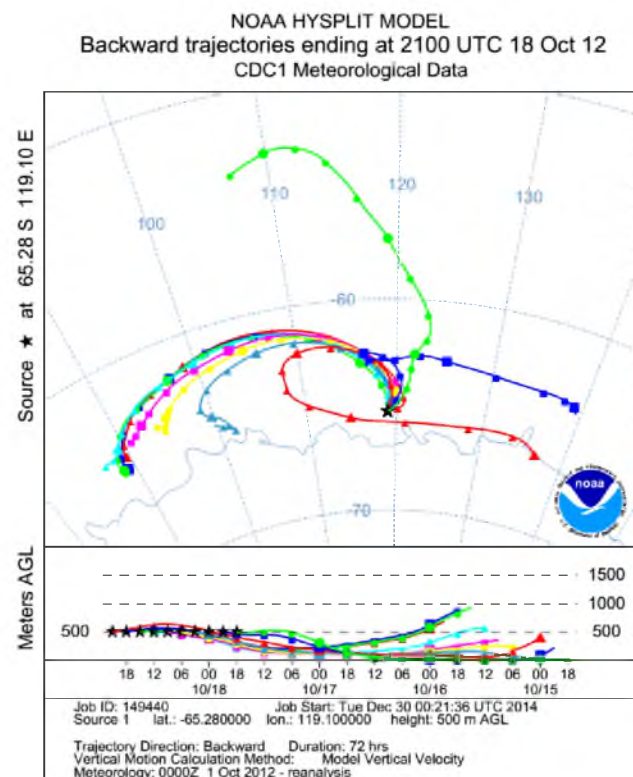 NOAA HYSPLIT MODEL
Backward trajectories ending at 2100 UTC 18 Oct 12
CDC1 Meteorological Data
Source ★ at 65.28 S 119.10 E
100
110
120
130
-60
-70
noaa
Meters AGL
500
1500
1000
500
18 12 06 00 18 12 06 00 18 12 06 00 18 12 06 00 18
10/18 10/17 10/16 10/15
Job ID: 149440 Job Start: Tue Dec 30 00:21:36 UTC 2014
Source 1 lat.: -65.280000 lon.: 119.100000 height: 500 m AGL
Trajectory Direction: Backward Duration: 72 hrs
Vertical Motion Calculation Method: Model Vertical Velocity
Meteorology: 0000Z 1 Oct 2012 - reanalysis